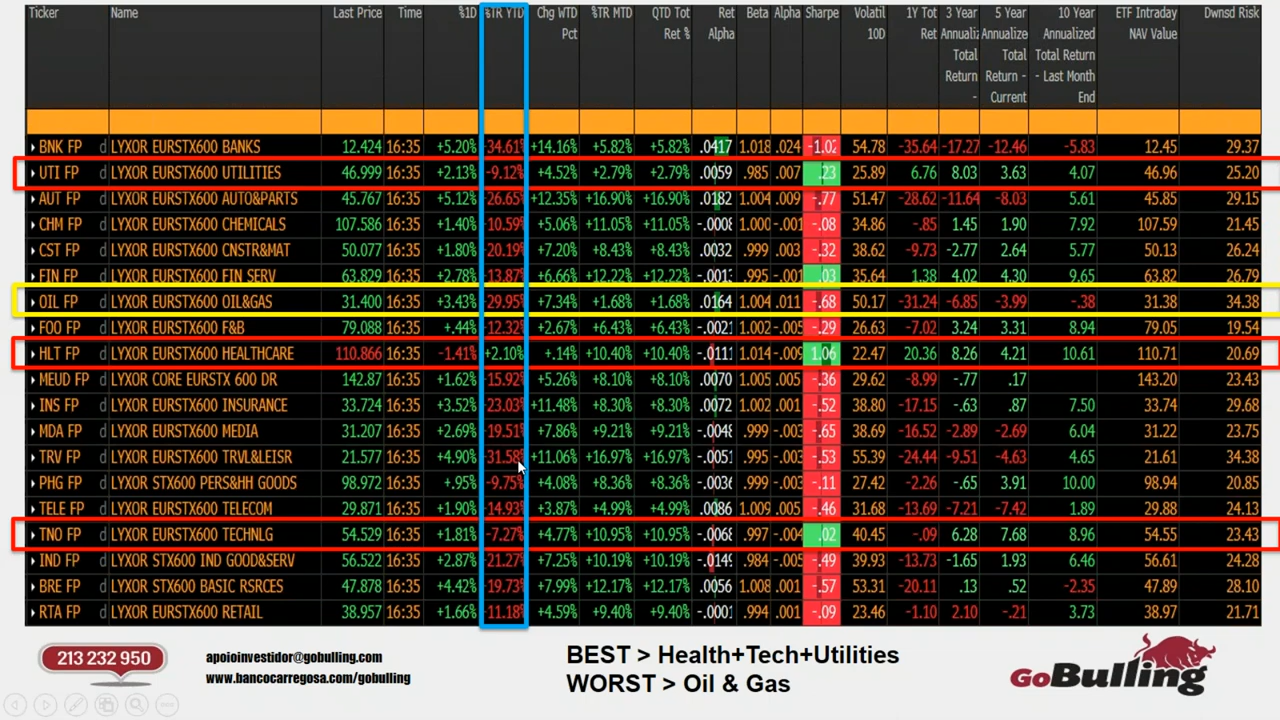 Ticker Name Last Price Time %1D %TR YTD Chg WTD Pct %TR MTD QTD Tot Ret % Ret Alpha Beta Alpha Sharpe Volatil 10D 1Y Tot Ret 3 Year Annualiz Total Return - 5 Year Annualize Total Return - Current 10 Year Annualized Total Return - Last Month End ETF Intraday NAV Value Dwnsd Risk
BNK FP d LYXOR EURSTX600 BANKS 12.424 16:35 +5.20% -34.61% +14.16% +5.82% +5.82% .0417 1.018 .024 -1.02 54.78 -35.64 -17.27 -12.46 -5.83 12.45 29.37
UTI FP d LYXOR EURSTX600 UTILITIES 46.999 16:35 +2.13% -9.12% +4.52% +2.79% +2.79% .0059 .985 .007 .23 25.89 6.76 8.03 3.63 4.07 46.96 25.20
AUT FP d LYXOR EURSTX600 AUTO&PARTS 45.767 16:35 +5.12% -26.65% +12.35% +16.90% +16.90% .0182 1.004 .009 -.77 51.47 -28.62 -11.64 -8.03 5.61 45.85 29.15
CHM FP d LYXOR EURSTX600 CHEMICALS 107.586 16:35 +1.40% -10.59% +5.06% +11.05% +11.05% -.0008 1.000 -.000 -.08 34.86 -.85 1.45 1.90 7.92 107.59 21.45
CST FP d LYXOR EURSTX600 CNSTR&MAT 50.077 16:35 +1.80% -20.19% +7.20% +8.43% +8.43% .0032 .999 .003 -.32 38.62 -9.73 -2.77 2.64 5.77 50.13 26.24
FIN FP d LYXOR EURSTX600 FIN SERV 63.829 16:35 +2.78% -13.87% +6.66% +12.22% +12.22% -.0013 .995 -.001 .03 35.64 1.38 4.02 4.30 9.65 63.82 26.79
OIL FP d LYXOR EURSTX600 OIL&GAS 31.400 16:35 +3.43% -29.95% +7.34% +1.68% +1.68% .0164 1.004 .011 -.68 50.17 -31.24 -6.85 -3.99 -.38 31.38 34.38
FOO FP d LYXOR EURSTX600 F&B 79.088 16:35 +.44% -12.32% +2.67% +6.43% +6.43% -.0021 1.002 -.005 -.29 26.63 -7.02 3.24 3.31 8.94 79.05 19.54
HLT FP d LYXOR EURSTX600 HEALTHCARE 110.866 16:35 -1.41% +2.10% +.14% +10.40% +10.40% -.0111 1.014 -.009 1.06 22.47 20.36 8.26 4.21 10.61 110.71 20.69
MEUD FP d LYXOR CORE EURSTX 600 DR 142.87 16:35 +1.62% -15.92% +5.26% +8.10% +8.10% .0070 1.005 .005 -.36 29.62 -8.99 -.77 .17 143.20 23.43
INS FP d LYXOR EURSTX600 INSURANCE 33.724 16:35 +3.52% -23.03% +11.48% +8.30% +8.30% .0072 1.002 .001 -.52 38.80 -17.15 -.63 .87 7.50 33.74 29.68
MDA FP d LYXOR EURSTX600 MEDIA 31.207 16:35 +2.69% -19.51% +7.86% +9.21% +9.21% -.0048 .999 -.003 -.65 38.69 -16.52 -2.89 -2.69 6.04 31.22 23.75
TRV FP d LYXOR EURSTX600 TRVL&LEISR 21.577 16:35 +4.90% -31.58% +11.06% +16.97% +16.97% -.0051 .995 -.003 -.53 55.39 -24.44 -9.51 -4.63 4.65 21.61 34.38
PHG FP d LYXOR STX600 PERS&HH GOODS 98.972 16:35 +.95% -9.75% +4.08% +8.36% +8.36% -.0036 .999 -.003 -.11 27.42 -2.26 -.65 3.91 10.00 98.94 20.85
TELE FP d LYXOR EURSTX600 TELECOM 29.871 16:35 +1.90% -14.93% +3.87% +4.99% +4.99% .0086 1.009 .005 -.46 31.68 -13.69 -7.21 -7.42 1.89 29.88 24.13
TNO FP d LYXOR EURSTX600 TECHNLG 54.529 16:35 +1.81% -7.27% +4.77% +10.95% +10.95% -.0068 .997 -.004 .02 40.45 -.09 6.28 7.68 8.96 54.55 23.43
IND FP d LYXOR STX600 IND GOOD&SERV 56.522 16:35 +2.87% -21.27% +7.25% +10.19% +10.19% -.0149 .984 -.005 -.49 39.93 -13.73 -1.65 1.93 6.46 56.61 24.28
BRE FP d LYXOR STX600 BASIC RSRCES 47.878 16:35 +4.42% -19.73% +7.99% +12.17% +12.17% .0056 1.008 .001 -.57 53.31 -20.11 .13 .52 -2.35 47.89 28.10
RTA FP d LYXOR EURSTX600 RETAIL 38.957 16:35 +1.66% -11.18% +4.59% +9.40% +9.40% -.0001 .994 .001 -.09 23.46 -1.10 2.10 -.21 3.73 38.97 21.71
213 232 950
apoioinvestidor@gobulling.com
www.bancocarregosa.com/gobulling
BEST > Health+Tech+Utilities
WORST > Oil & Gas
GoBulling